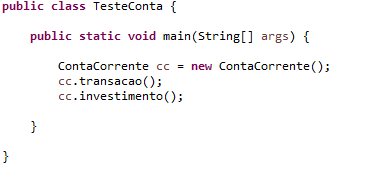 public class TesteConta {
public static void main(String[] args) {
ContaCorrente cc = new ContaCorrente();
cc.transacao();
cc.investimento();
}
}